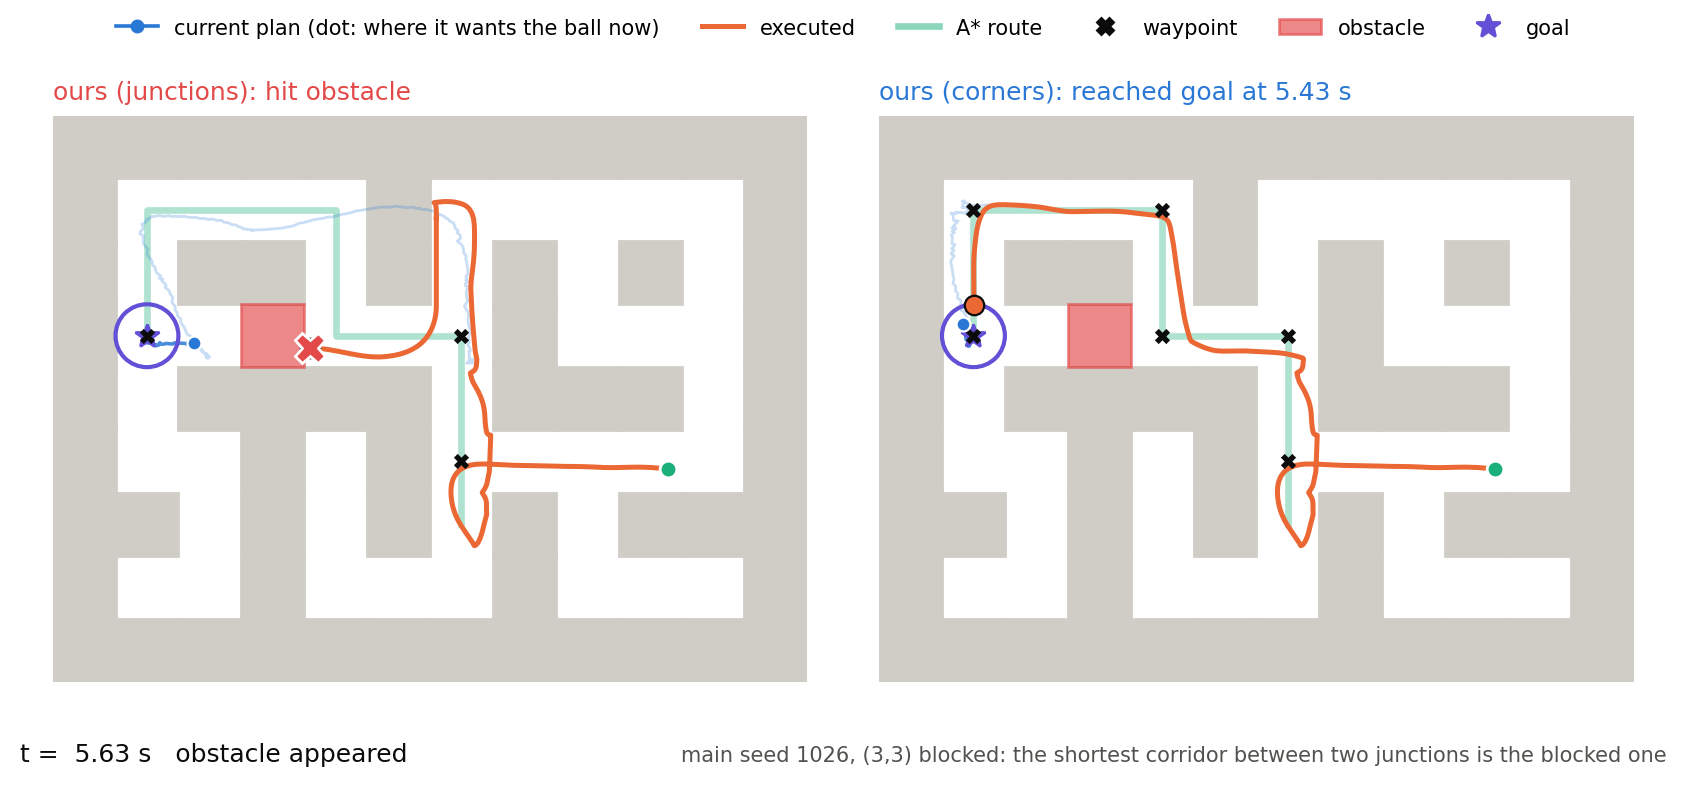 current plan (dot: where it wants the ball now) executed A* route waypoint obstacle goal
ours (junctions): hit obstacle
ours (corners): reached goal at 5.43 s
t = 5.63 s obstacle appeared
main seed 1026, (3,3) blocked: the shortest corridor between two junctions is the blocked one